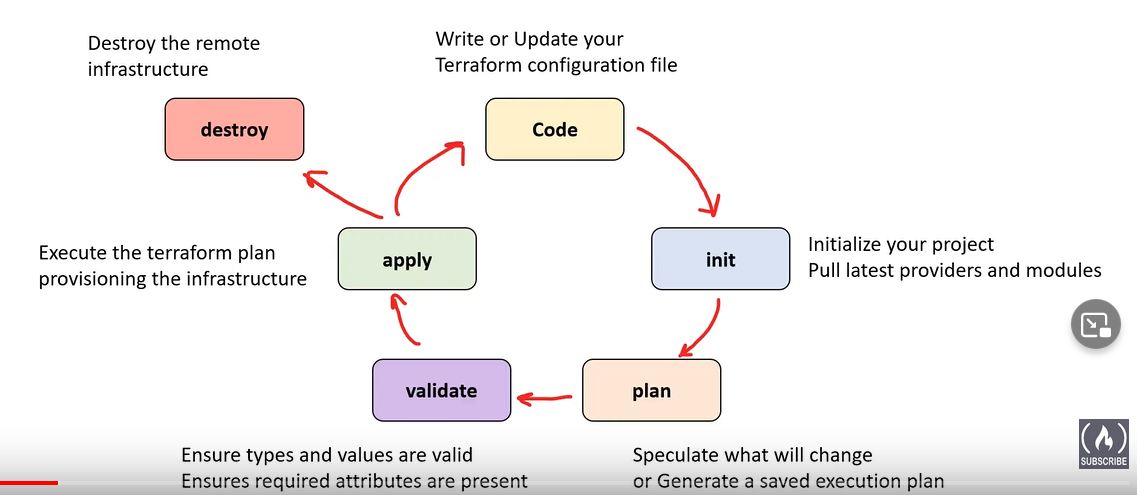 Destroy the remote
infrastructure
Write or Update your
Terraform configuration file
destroy
Code
Execute the terraform plan
provisioning the infrastructure
apply
init
Initialize your project
Pull latest providers and modules
validate
plan
Ensure types and values are valid
Ensures required attributes are present
Speculate what will change
or Generate a saved execution plan
SUBSCRIBE